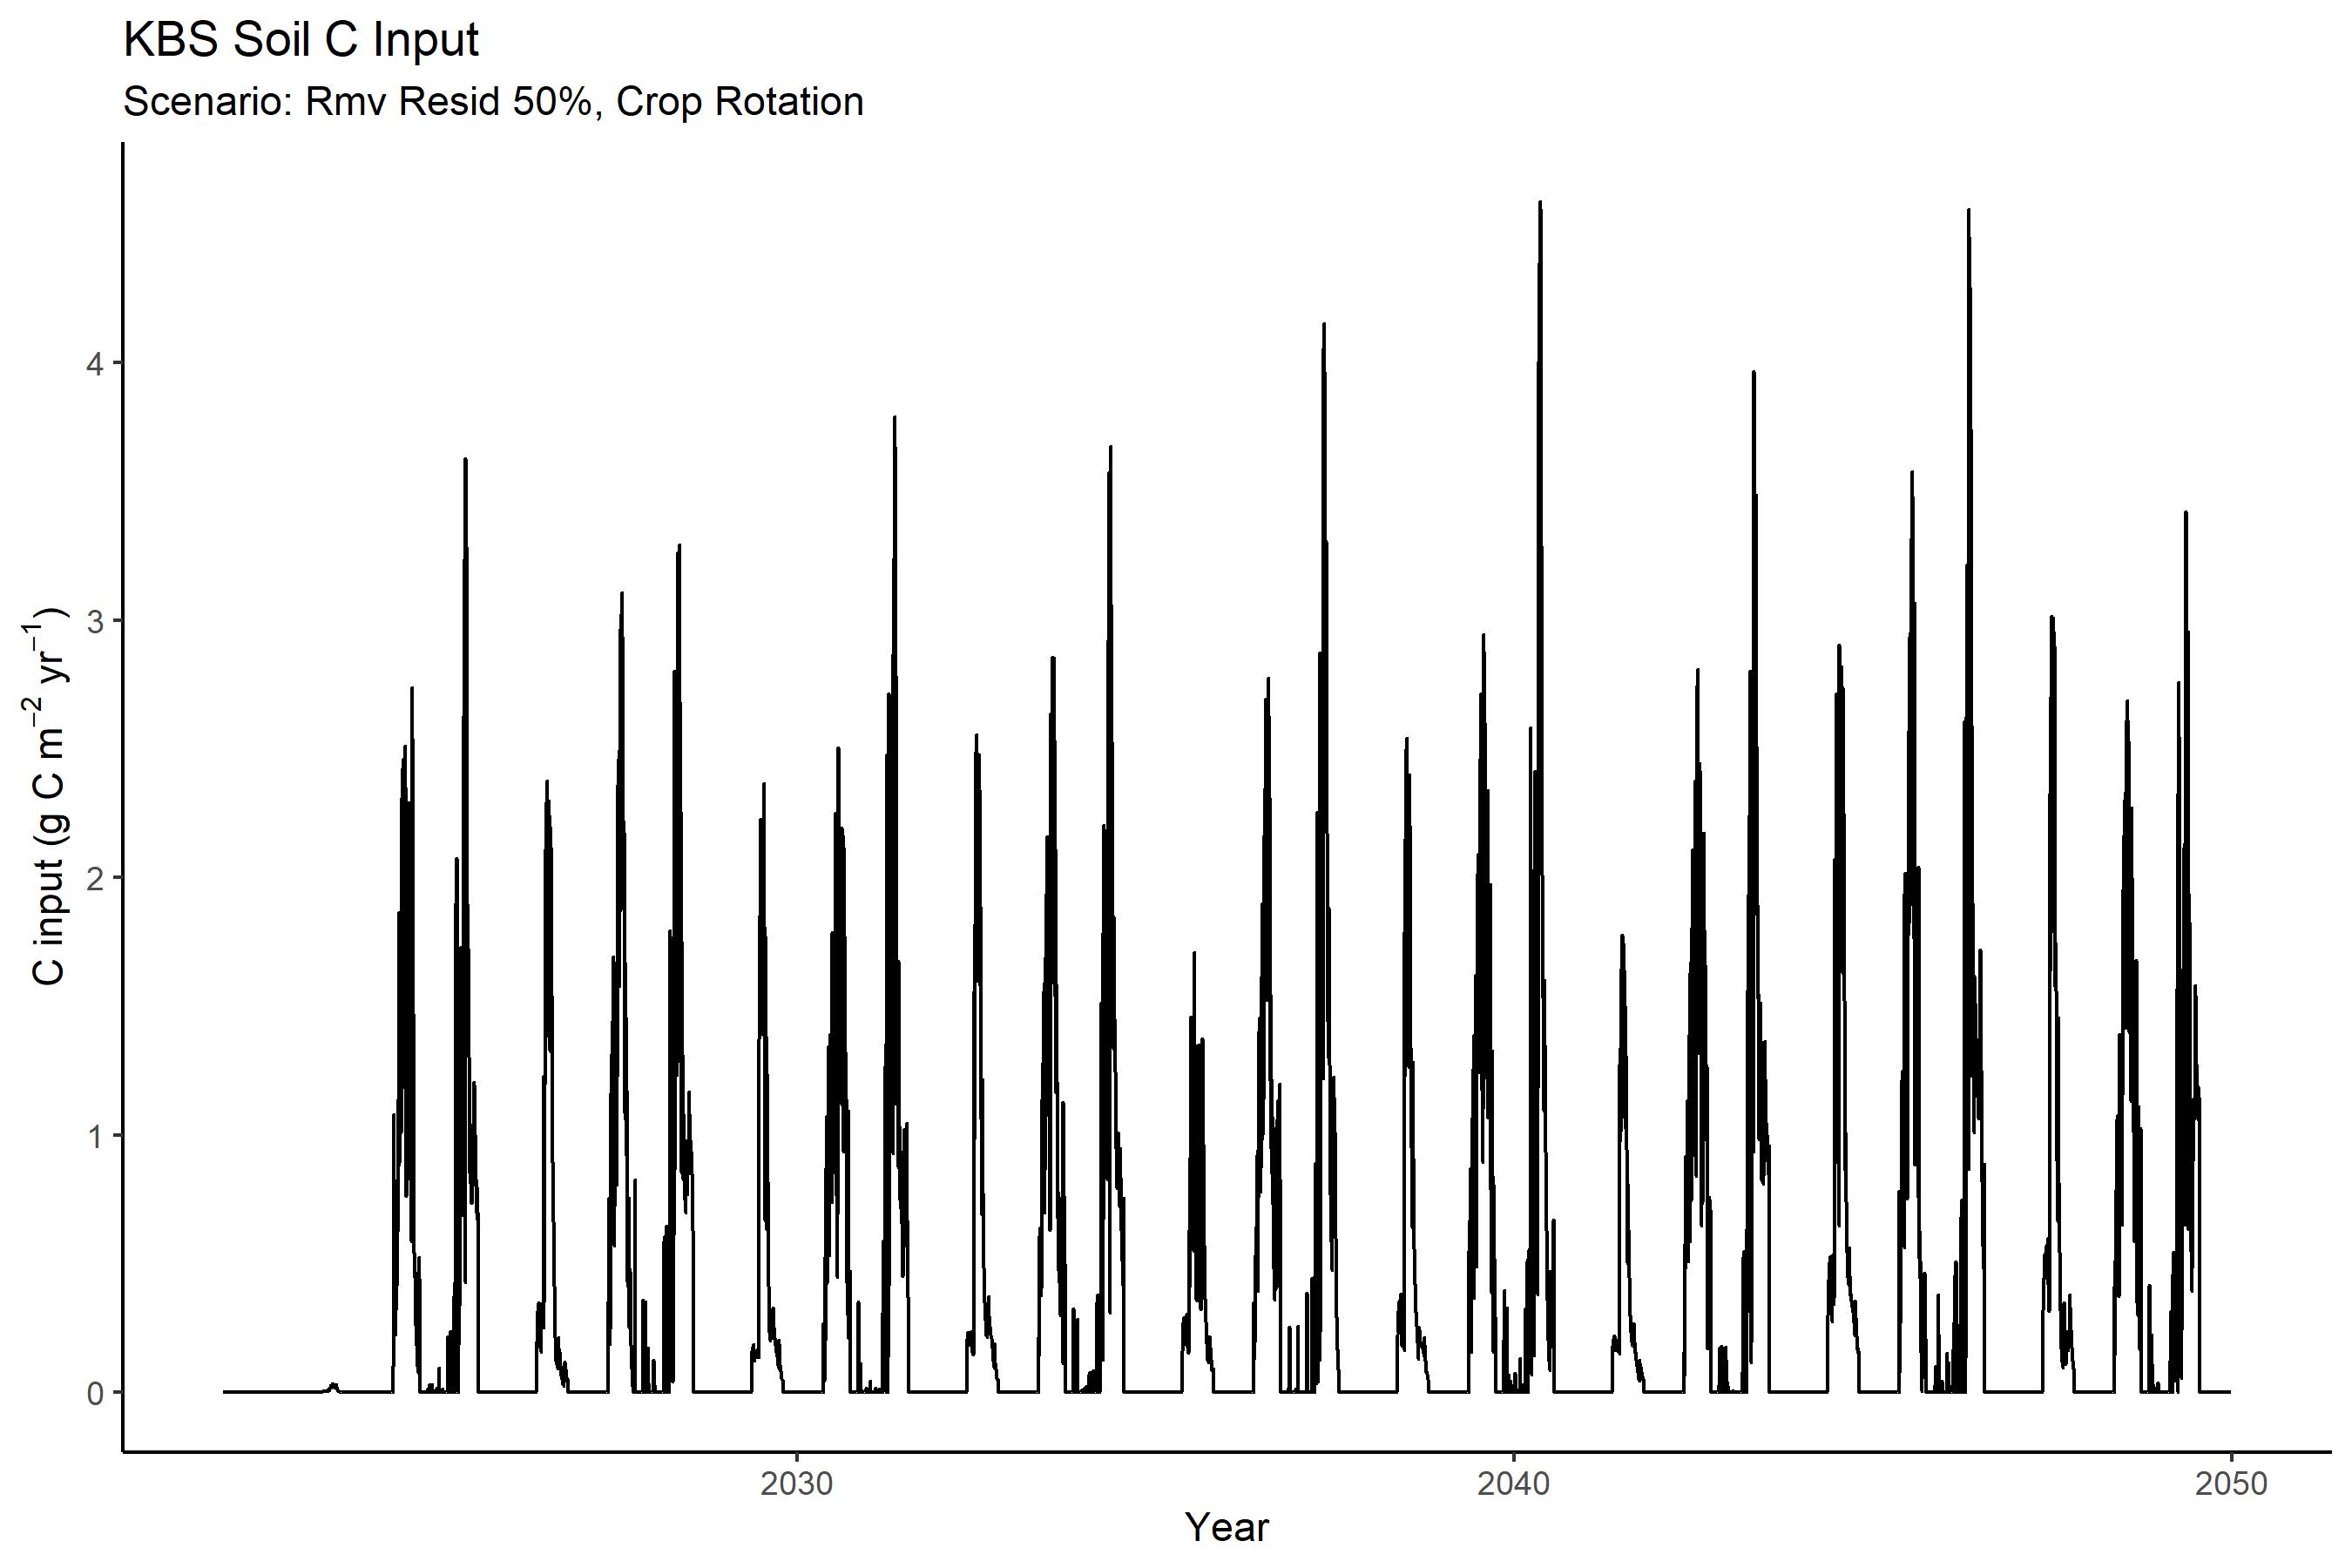 KBS Soil C Input
Scenario: Rmv Resid 50%, Crop Rotation
C input (g C m⁻² yr⁻¹)
4
3
2
1
0
2030
2040
2050
Year